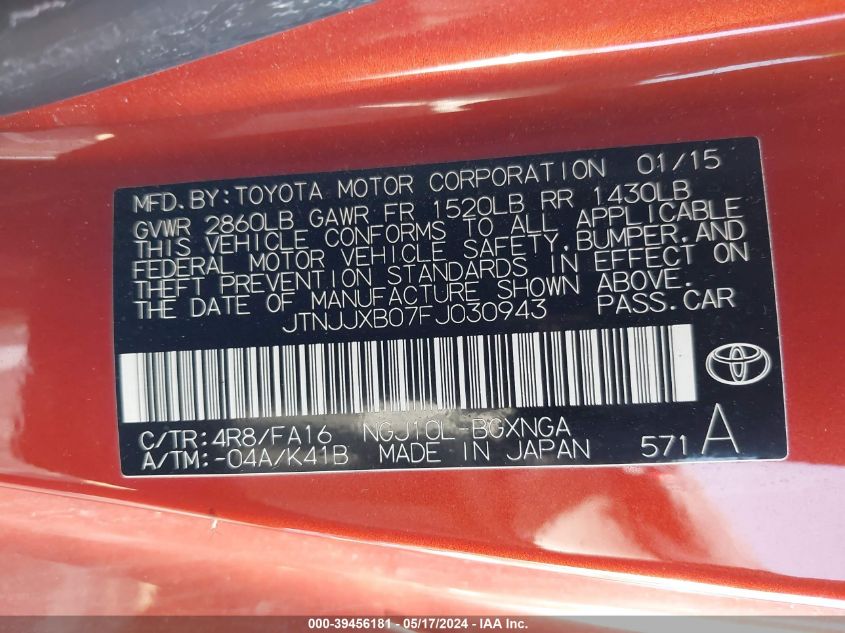 MFD. BY: TOYOTA MOTOR CORPORATION 01/15
GVWR 2860LB GAWR FR 1520LB RR 1430LB
THIS VEHICLE CONFORMS TO ALL APPLICABLE
FEDERAL MOTOR VEHICLE SAFETY, BUMPER, AND
THEFT PREVENTION STANDARDS IN EFFECT ON
THE DATE OF MANUFACTURE SHOWN ABOVE.
JTNJJXB07FJ030943 PASS. CAR
C/TR: 4R8/FA16 NGJ10L-BGXNGA
A/TM: -04A/K41B MADE IN JAPAN 571 A
000-39456181 - 05/17/2024 - IAA Inc.